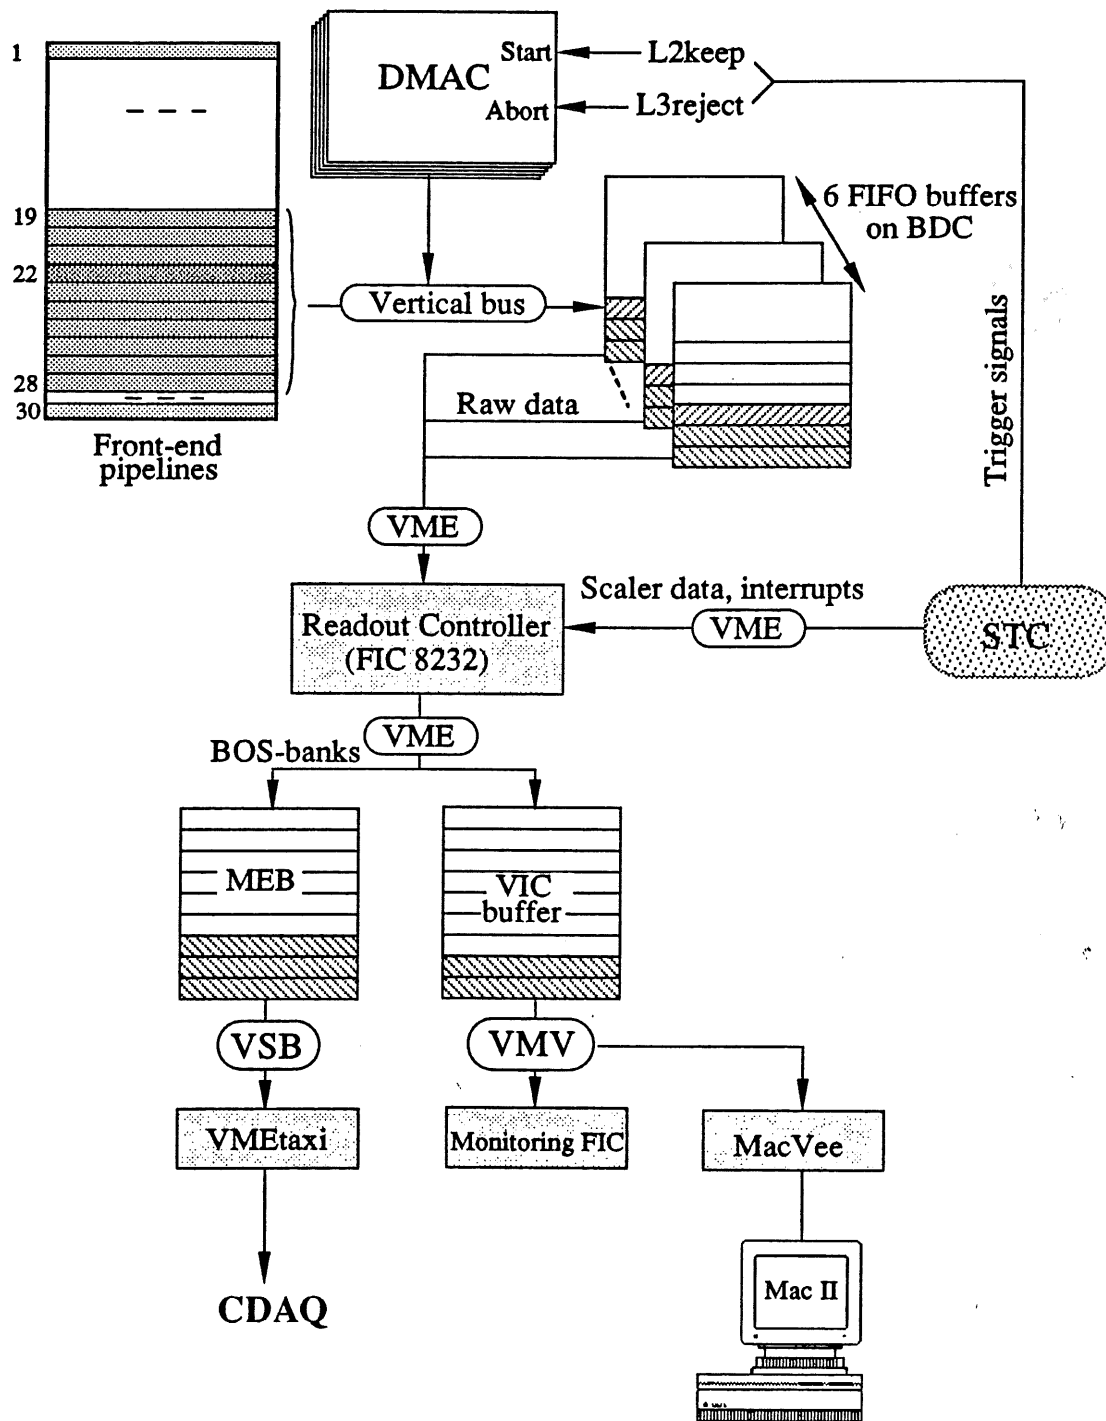 1
19
22
28
30
Front-end
pipelines
DMAC
Start
Abort
L2keep
L3reject
6 FIFO buffers
on BDC
Vertical bus
Raw data
Trigger signals
VME
Scaler data, interrupts
VME
STC
Readout Controller
(FIC 8232)
VME
BOS-banks
MEB
VIC
buffer
VSB
VMV
VMEtaxi
Monitoring FIC
MacVee
CDAQ
Mac II